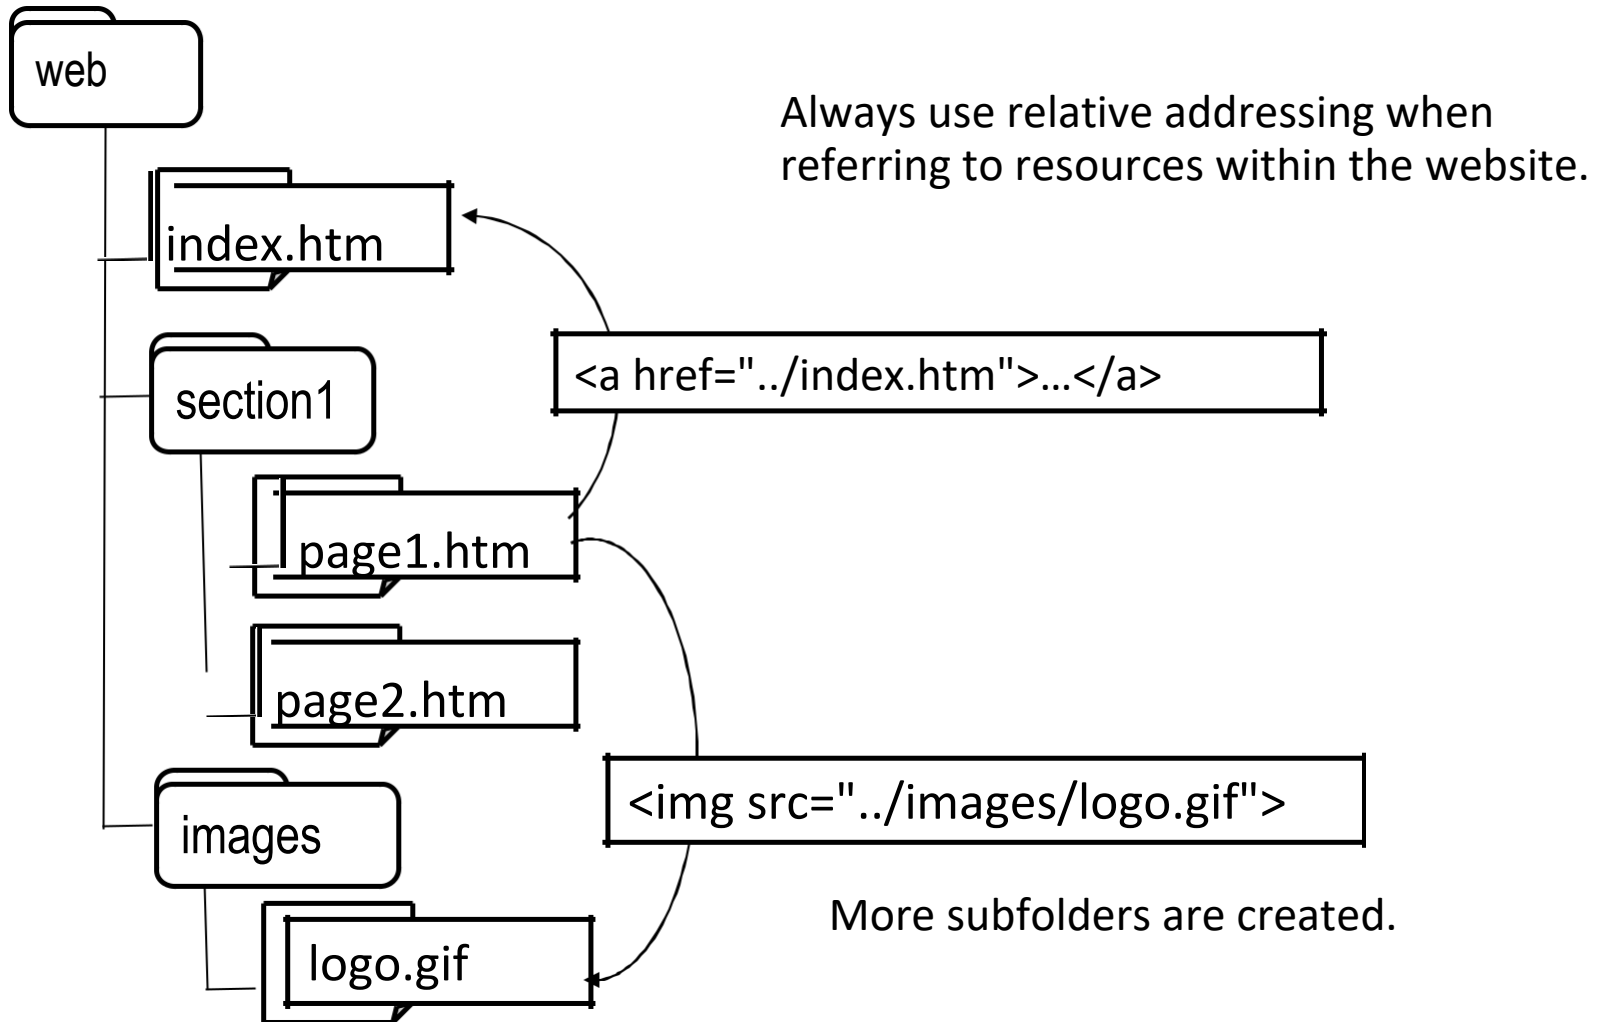 web
Always use relative addressing when
referring to resources within the website.
index.htm
<a href="../index.htm">...</a>
section1
page1.htm
page2.htm
<img src="../images/logo.gif">
images
More subfolders are created.
logo.gif